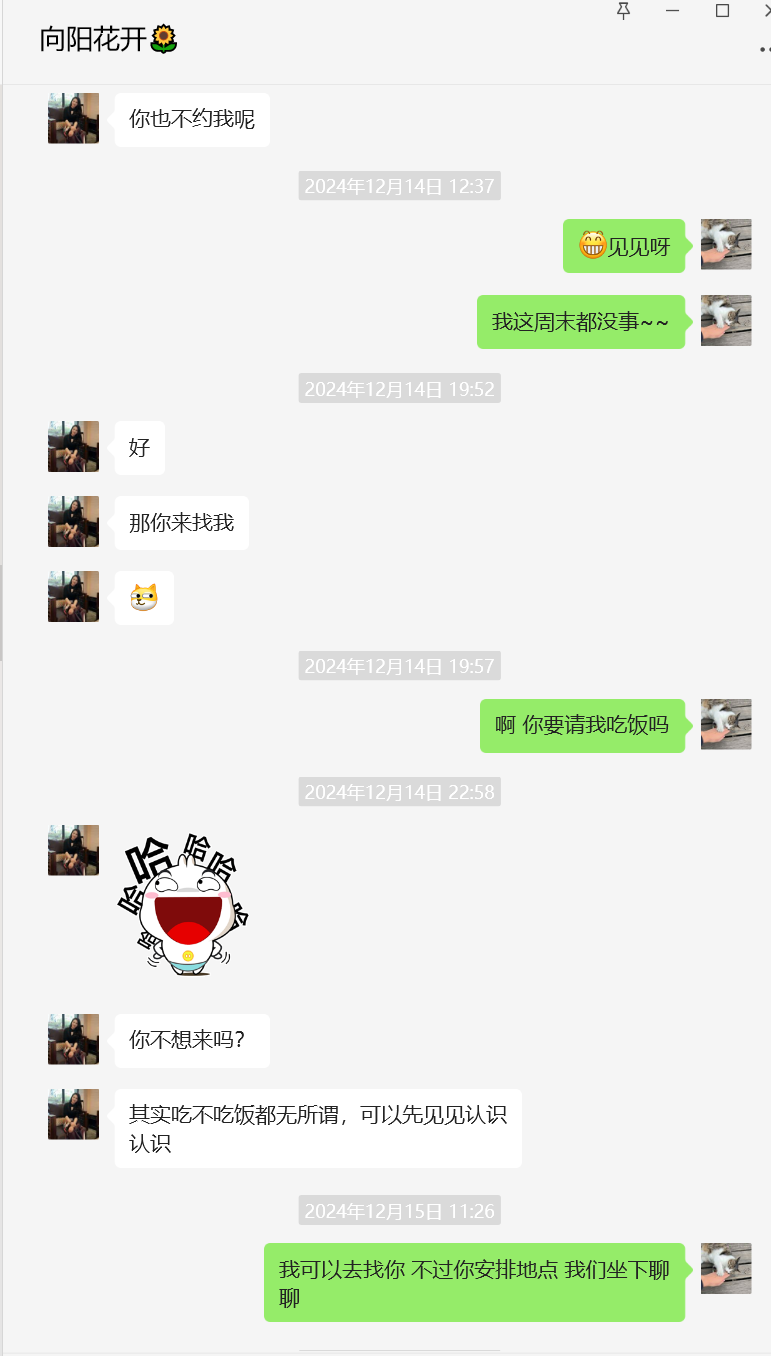 向阳花开🌻
你也不约我呢
2024年12月14日 12:37
😁见见呀
我这周末都没事~~
2024年12月14日 19:52
好
那你来找我
2024年12月14日 19:57
啊 你要请我吃饭吗
2024年12月14日 22:58
哈哈哈
哈哈
哈
你不想来吗？
其实吃不吃饭都无所谓，可以先见见认识
认识
2024年12月15日 11:26
我可以去找你 不过你安排地点 我们坐下聊
聊